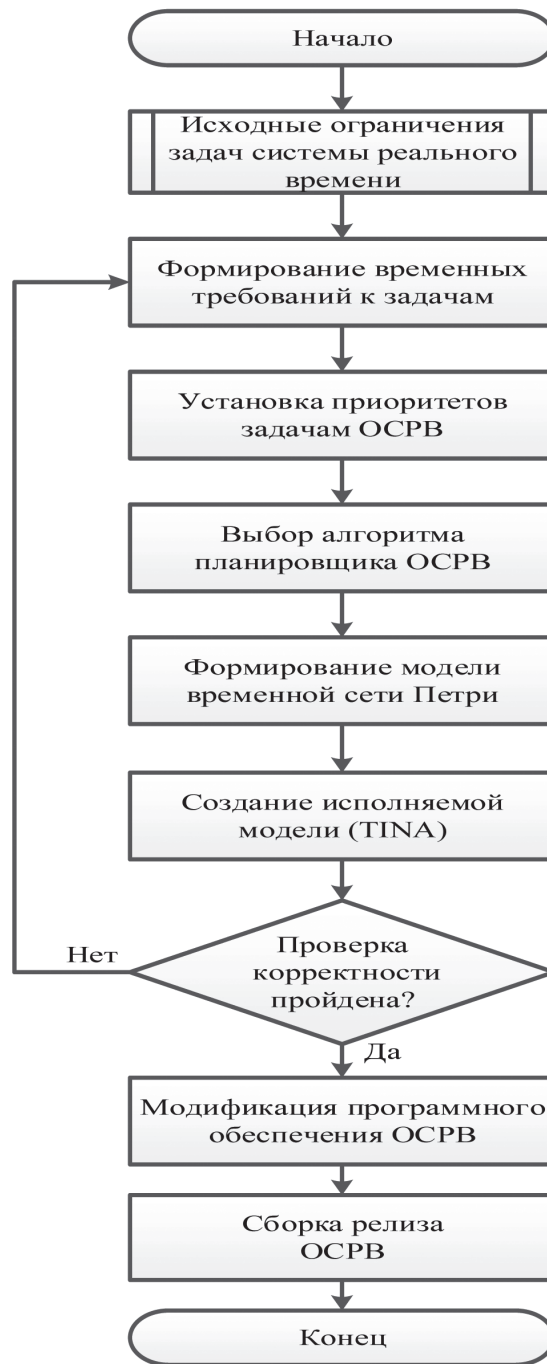 Начало
Исходные ограничения
задач системы реального
времени
Формирование временных
требований к задачам
Установка приоритетов
задачам ОСРВ
Выбор алгоритма
планировщика ОСРВ
Формирование модели
временной сети Петри
Создание исполняемой
модели (TINA)
Нет
Проверка
корректности
пройдена?
Да
Модификация программного
обеспечения ОСРВ
Сборка релиза
ОСРВ
Конец